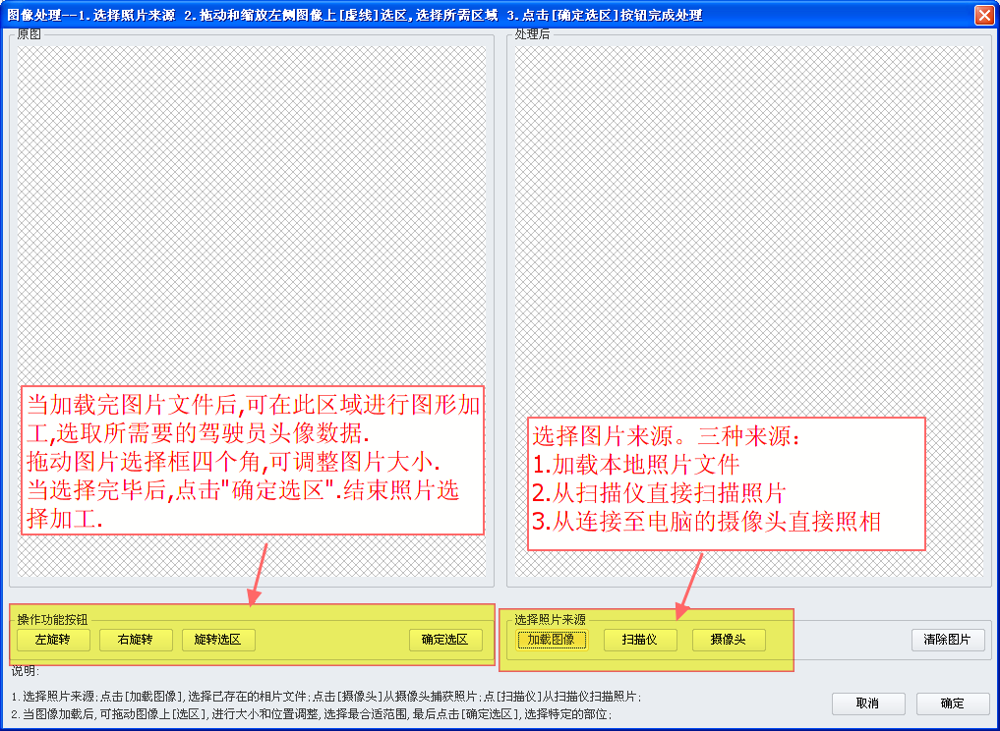 图像处理--1.选择照片来源 2.拖动和缩放左侧图像上[虚线]选区,选择所需区域 3.点击[确定选区]按钮完成处理
原图
处理后
当加载完图片文件后,可在此区域进行图形加
工,选取所需要的驾驶员头像数据.
拖动图片选择框四个角,可调整图片大小.
当选择完毕后,点击"确定选区".结束照片选
择加工.
选择图片来源。三种来源:
1.加载本地照片文件
2.从扫描仪直接扫描照片
3.从连接至电脑的摄像头直接照相
操作功能按钮
左旋转 右旋转 旋转选区 确定选区
选择照片来源
加载图像 扫描仪 摄像头 清除图片
说明:
1.选择照片来源;点击[加载图像],选择已存在的相片文件;点击[摄像头]从摄像头捕获照片;点[扫描仪]从扫描仪扫描照片;
2.当图像加载后,可拖动图像上[选区],进行大小和位置调整,选择最合适范围,最后点击[确定选区],选择特定的部位;
取消 确定